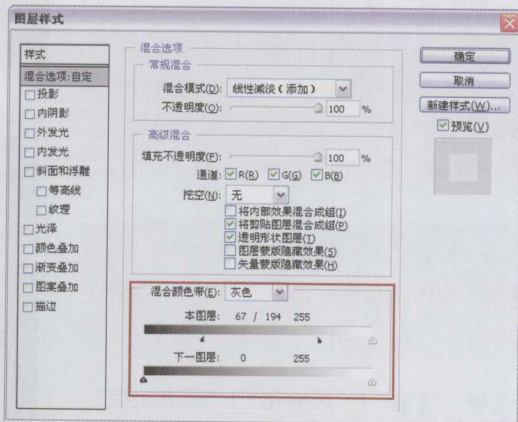 图层样式
样式
混合选项:自定
投影
内阴影
外发光
内发光
斜面和浮雕
等高线
纹理
光泽
颜色叠加
渐变叠加
图案叠加
描边
混合选项
常规混合
混合模式(D): 线性减淡(添加)
不透明度(O): 100 %
高级混合
填充不透明度(F): 100 %
通道: R(R) G(G) B(B)
挖空(N): 无
将内部效果混合成组(I)
将剪贴图层混合成组(P)
透明形状图层(T)
图层蒙版隐藏效果(S)
矢量蒙版隐藏效果(H)
混合颜色带(E): 灰色
本图层: 67 / 194 255
下一图层: 0 255
确定
取消
新建样式(W)...
预览(V)